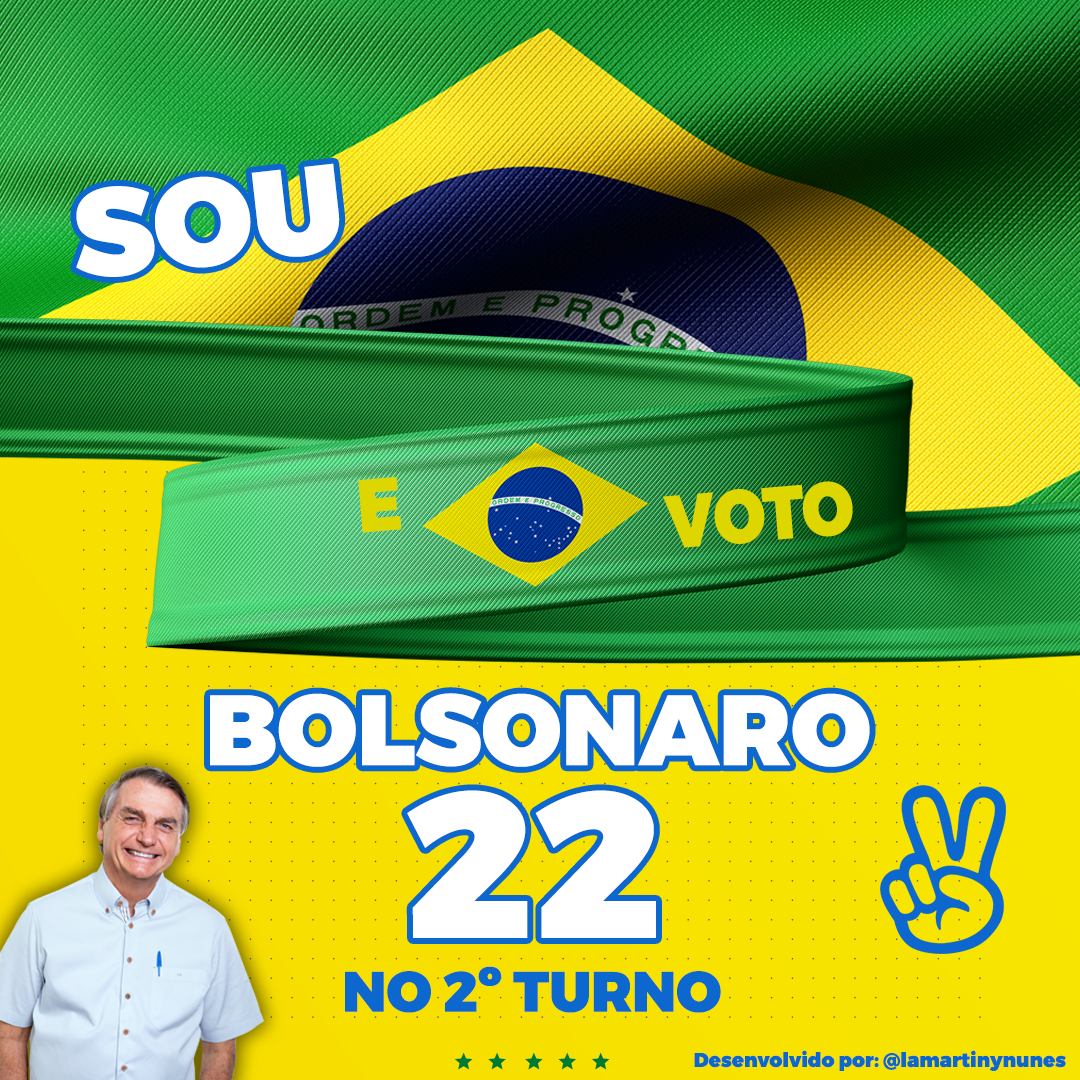 SOU
ORDEM E PROGR
E
ORDEM E PROGRESSO
VOTO
BOLSONARO
22
NO 2º TURNO
Desenvolvido por: @lamartinynunes